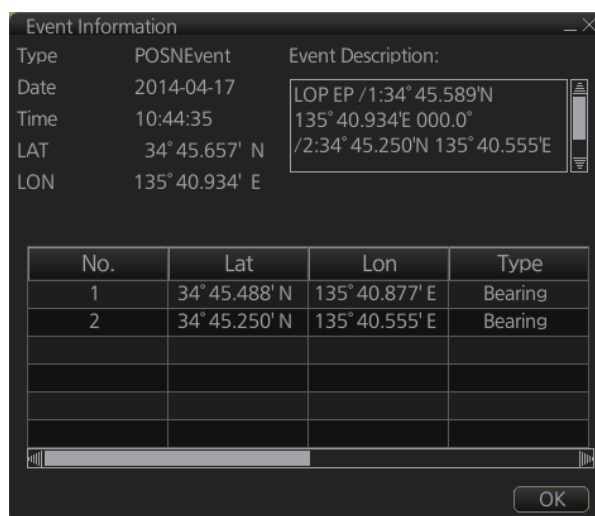 Event Information
Type POSNEvent Event Description:
Date 2014-04-17
Time 10:44:35
LAT 34°45.657' N
LON 135°40.934' E
LOP EP /1:34°45.589'N
135°40.934'E 000.0°
/2:34°45.250'N 135°40.555'E
No. Lat Lon Type
1 34°45.488' N 135°40.877' E Bearing
2 34°45.250' N 135°40.555' E Bearing
OK